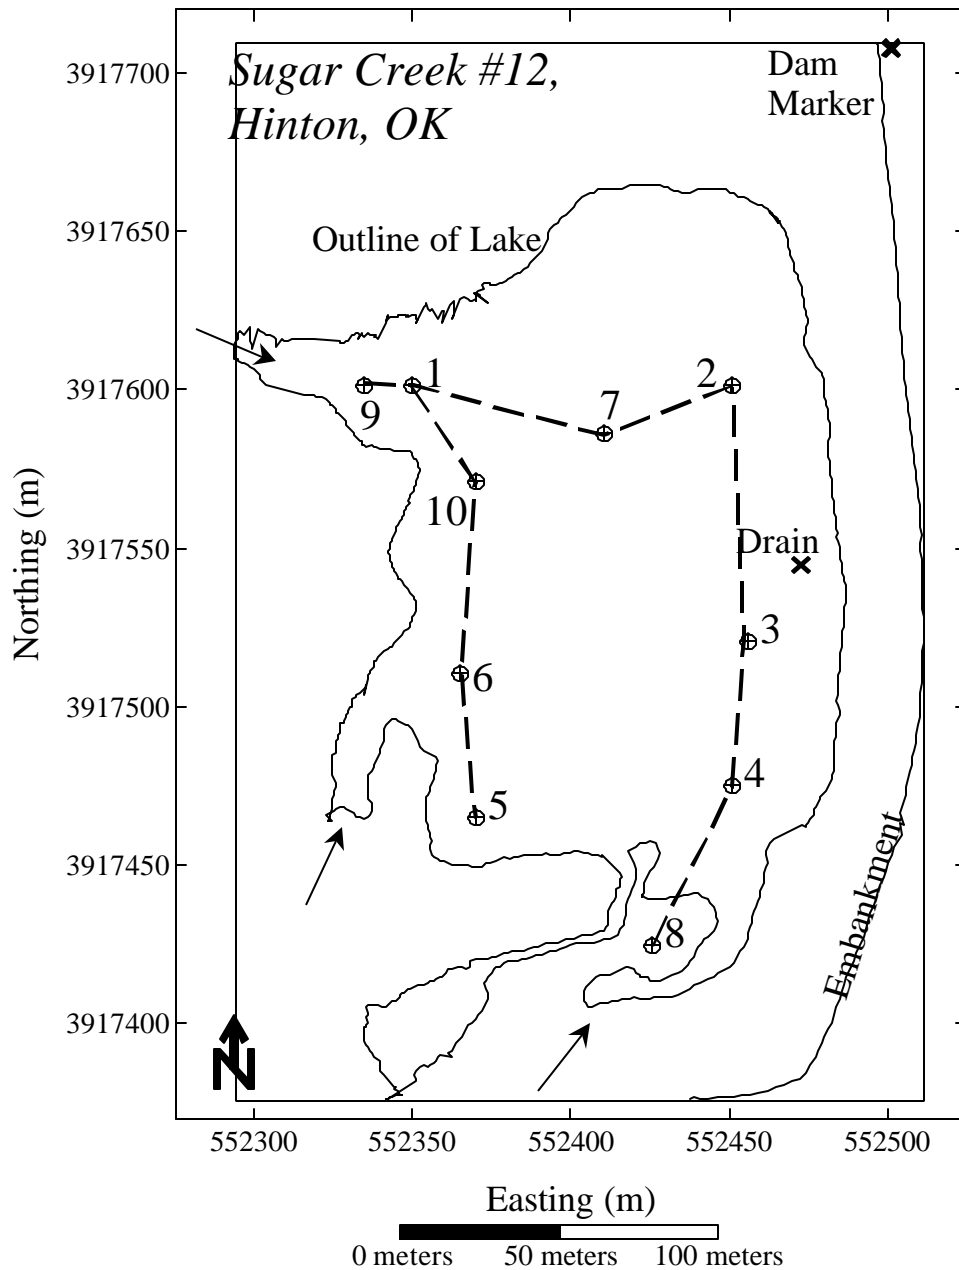 Sugar Creek #12,
Hinton, OK
Dam
Marker
3917700
3917650
Outline of Lake
3917600
1
2
9
7
10
3917550
Drain
3
6
3917500
4
5
3917450
8
Embankment
3917400
N
Northing (m)
552300
552350
552400
552450
552500
Easting (m)
0 meters
50 meters
100 meters